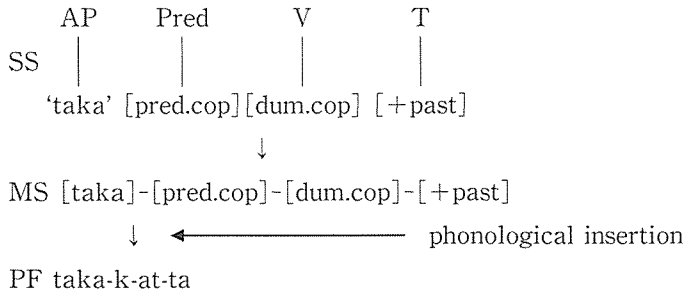 AP Pred V T
SS
'taka' [pred.cop][dum.cop] [+past]
↓
MS [taka]-[pred.cop]-[dum.cop]-[+past]
↓ ← phonological insertion
PF taka-k-at-ta